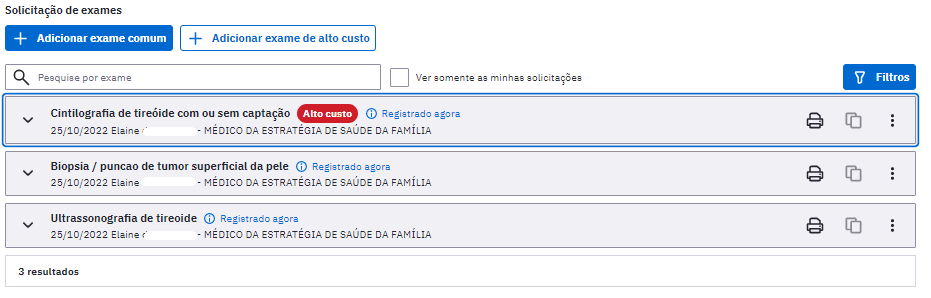 Solicitação de exames
Adicionar exame comum
Adicionar exame de alto custo
Pesquise por exame
Ver somente as minhas solicitações
Filtros
Cintilografia de tireóide com ou sem captação Alto custo Registrado agora
25/10/2022 Elaine - MÉDICO DA ESTRATÉGIA DE SAÚDE DA FAMÍLIA
Biopsia / puncao de tumor superficial da pele Registrado agora
25/10/2022 Elaine - MÉDICO DA ESTRATÉGIA DE SAÚDE DA FAMÍLIA
Ultrassonografia de tireoide Registrado agora
25/10/2022 Elaine - MÉDICO DA ESTRATÉGIA DE SAÚDE DA FAMÍLIA
3 resultados